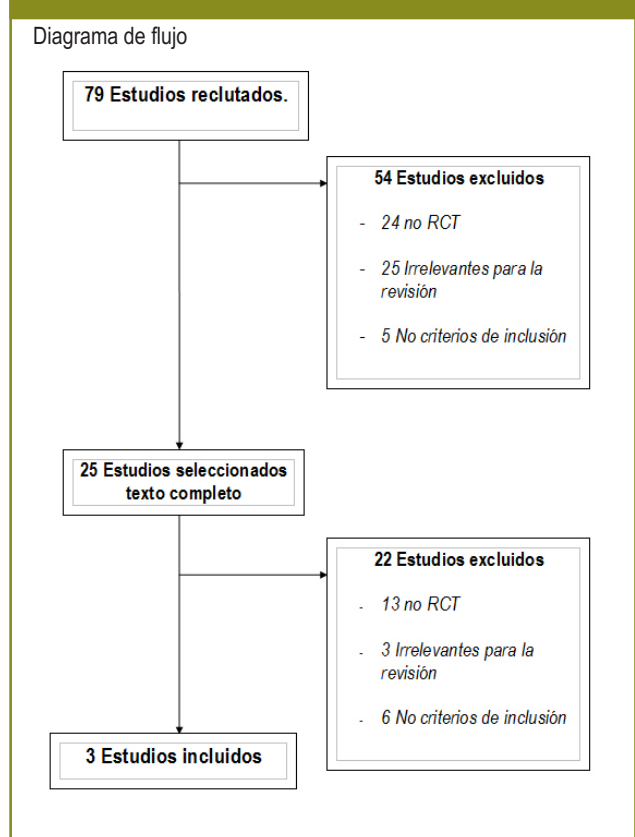 Diagrama de flujo
79 Estudios reclutados.
54 Estudios excluidos
- 24 no RCT
- 25 Irrelevantes para la
revisión
- 5 No criterios de inclusión
25 Estudios seleccionados
texto completo
22 Estudios excluidos
- 13 no RCT
- 3 Irrelevantes para la
revisión
- 6 No criterios de inclusión
3 Estudios incluidos